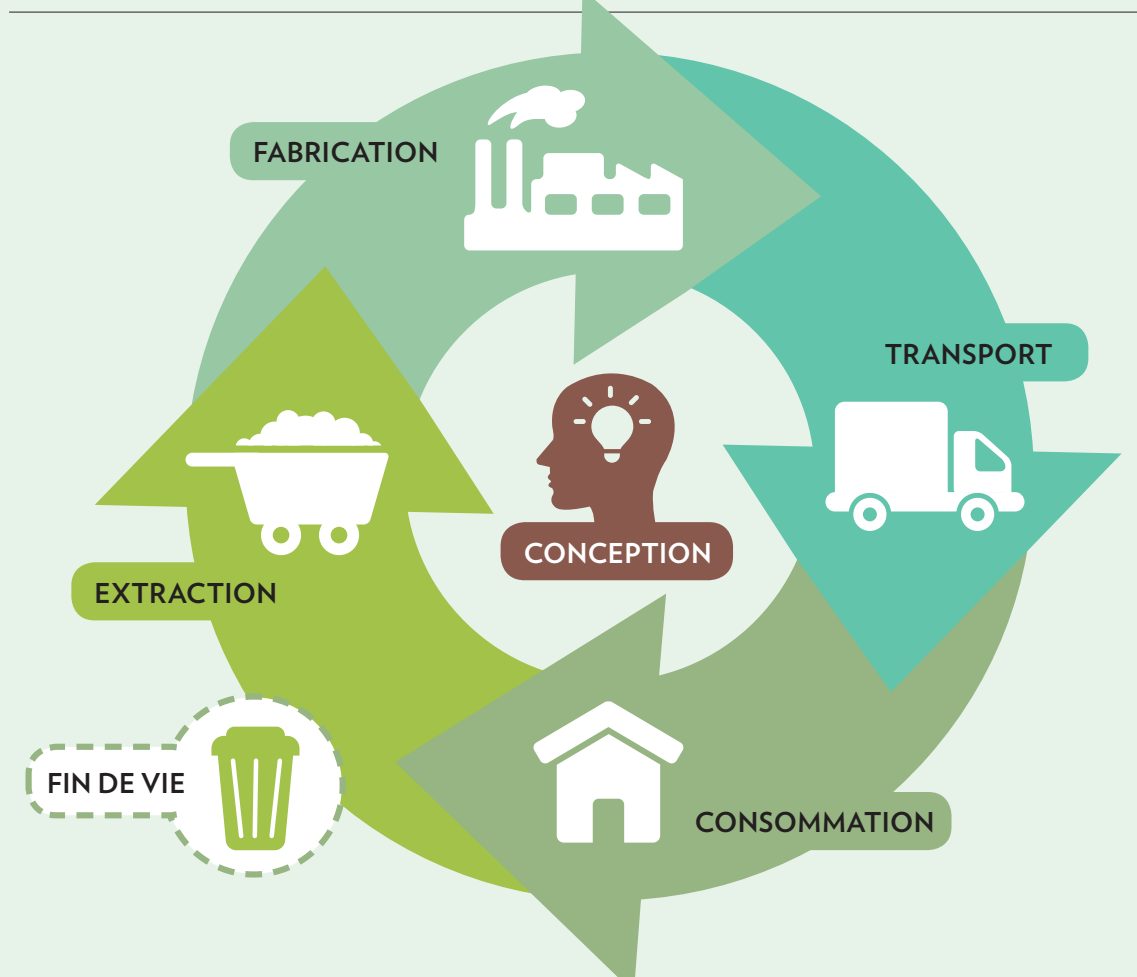 FABRICATION
TRANSPORT
CONCEPTION
EXTRACTION
FIN DE VIE
CONSOMMATION